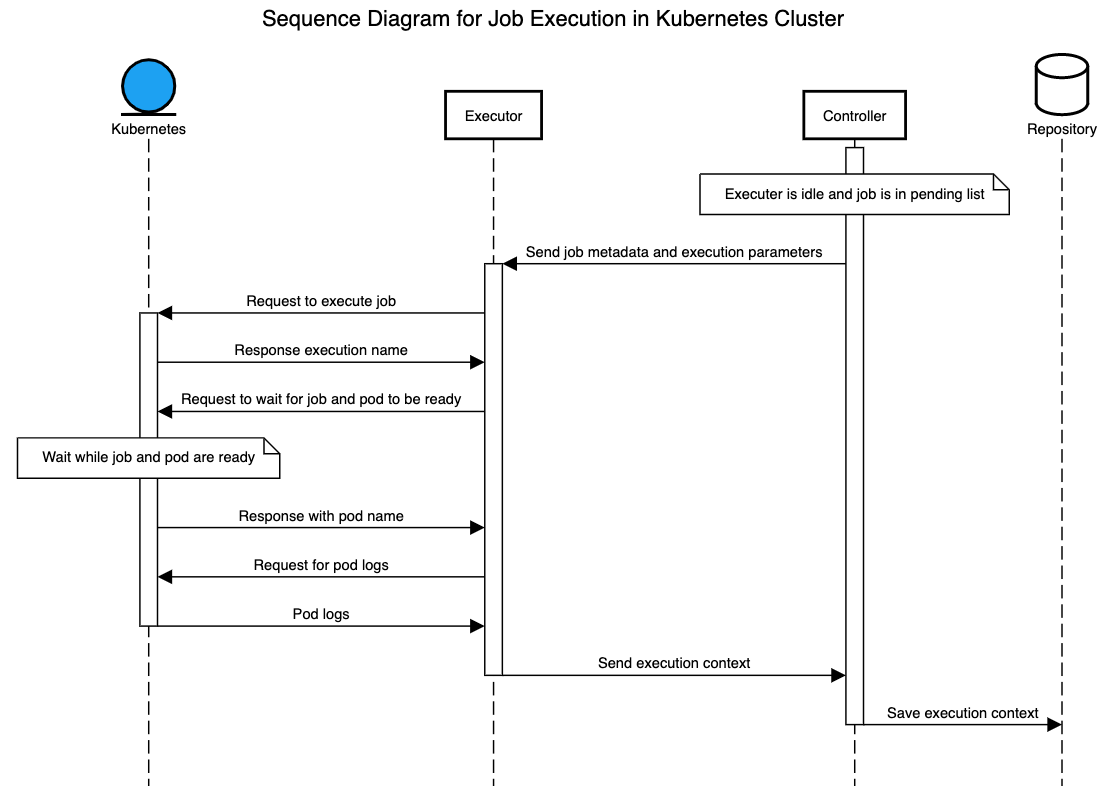 Sequence Diagram for Job Execution in Kubernetes Cluster
Kubernetes
Executor
Controller
Repository
Executer is idle and job is in pending list
Send job metadata and execution parameters
Request to execute job
Response execution name
Request to wait for job and pod to be ready
Wait while job and pod are ready
Response with pod name
Request for pod logs
Pod logs
Send execution context
Save execution context